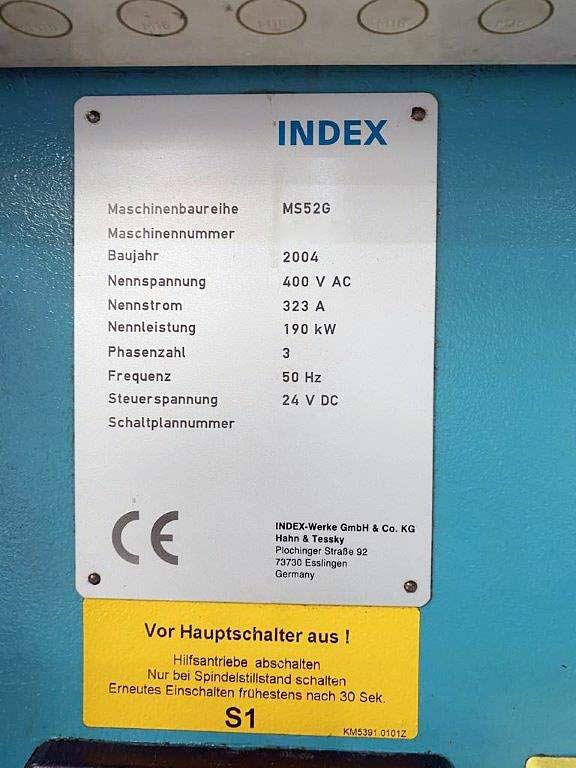 INDEX
Maschinenbaureihe MS52G
Maschinennummer
Baujahr 2004
Nennspannung 400 V AC
Nennstrom 323 A
Nennleistung 190 kW
Phasenzahl 3
Frequenz 50 Hz
Steuerspannung 24 V DC
Schaltplannummer
CE
INDEX-Werke GmbH & Co. KG
Hahn & Tessky
Plochinger Straße 92
73730 Esslingen
Germany
Vor Hauptschalter aus !
Hilfsantriebe abschalten
Nur bei Spindelstillstand schalten
Erneutes Einschalten frühestens nach 30 Sek.
S1
KM5391.0101Z